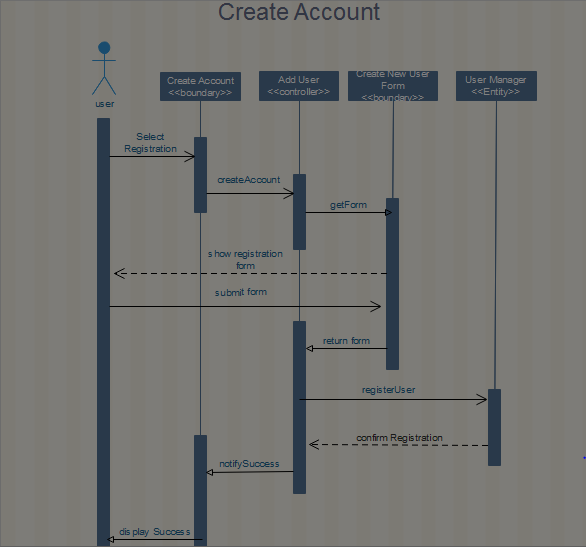 Create Account
user
Create Account
<<boundary>>
Add User
<<controller>>
Create New User
Form
<<boundary>>
User Manager
<<Entity>>
Select
Registration
createAccount
getForm
show registration
form
submit form
return form
registerUser
confirm Registration
notifySuccess
display Success